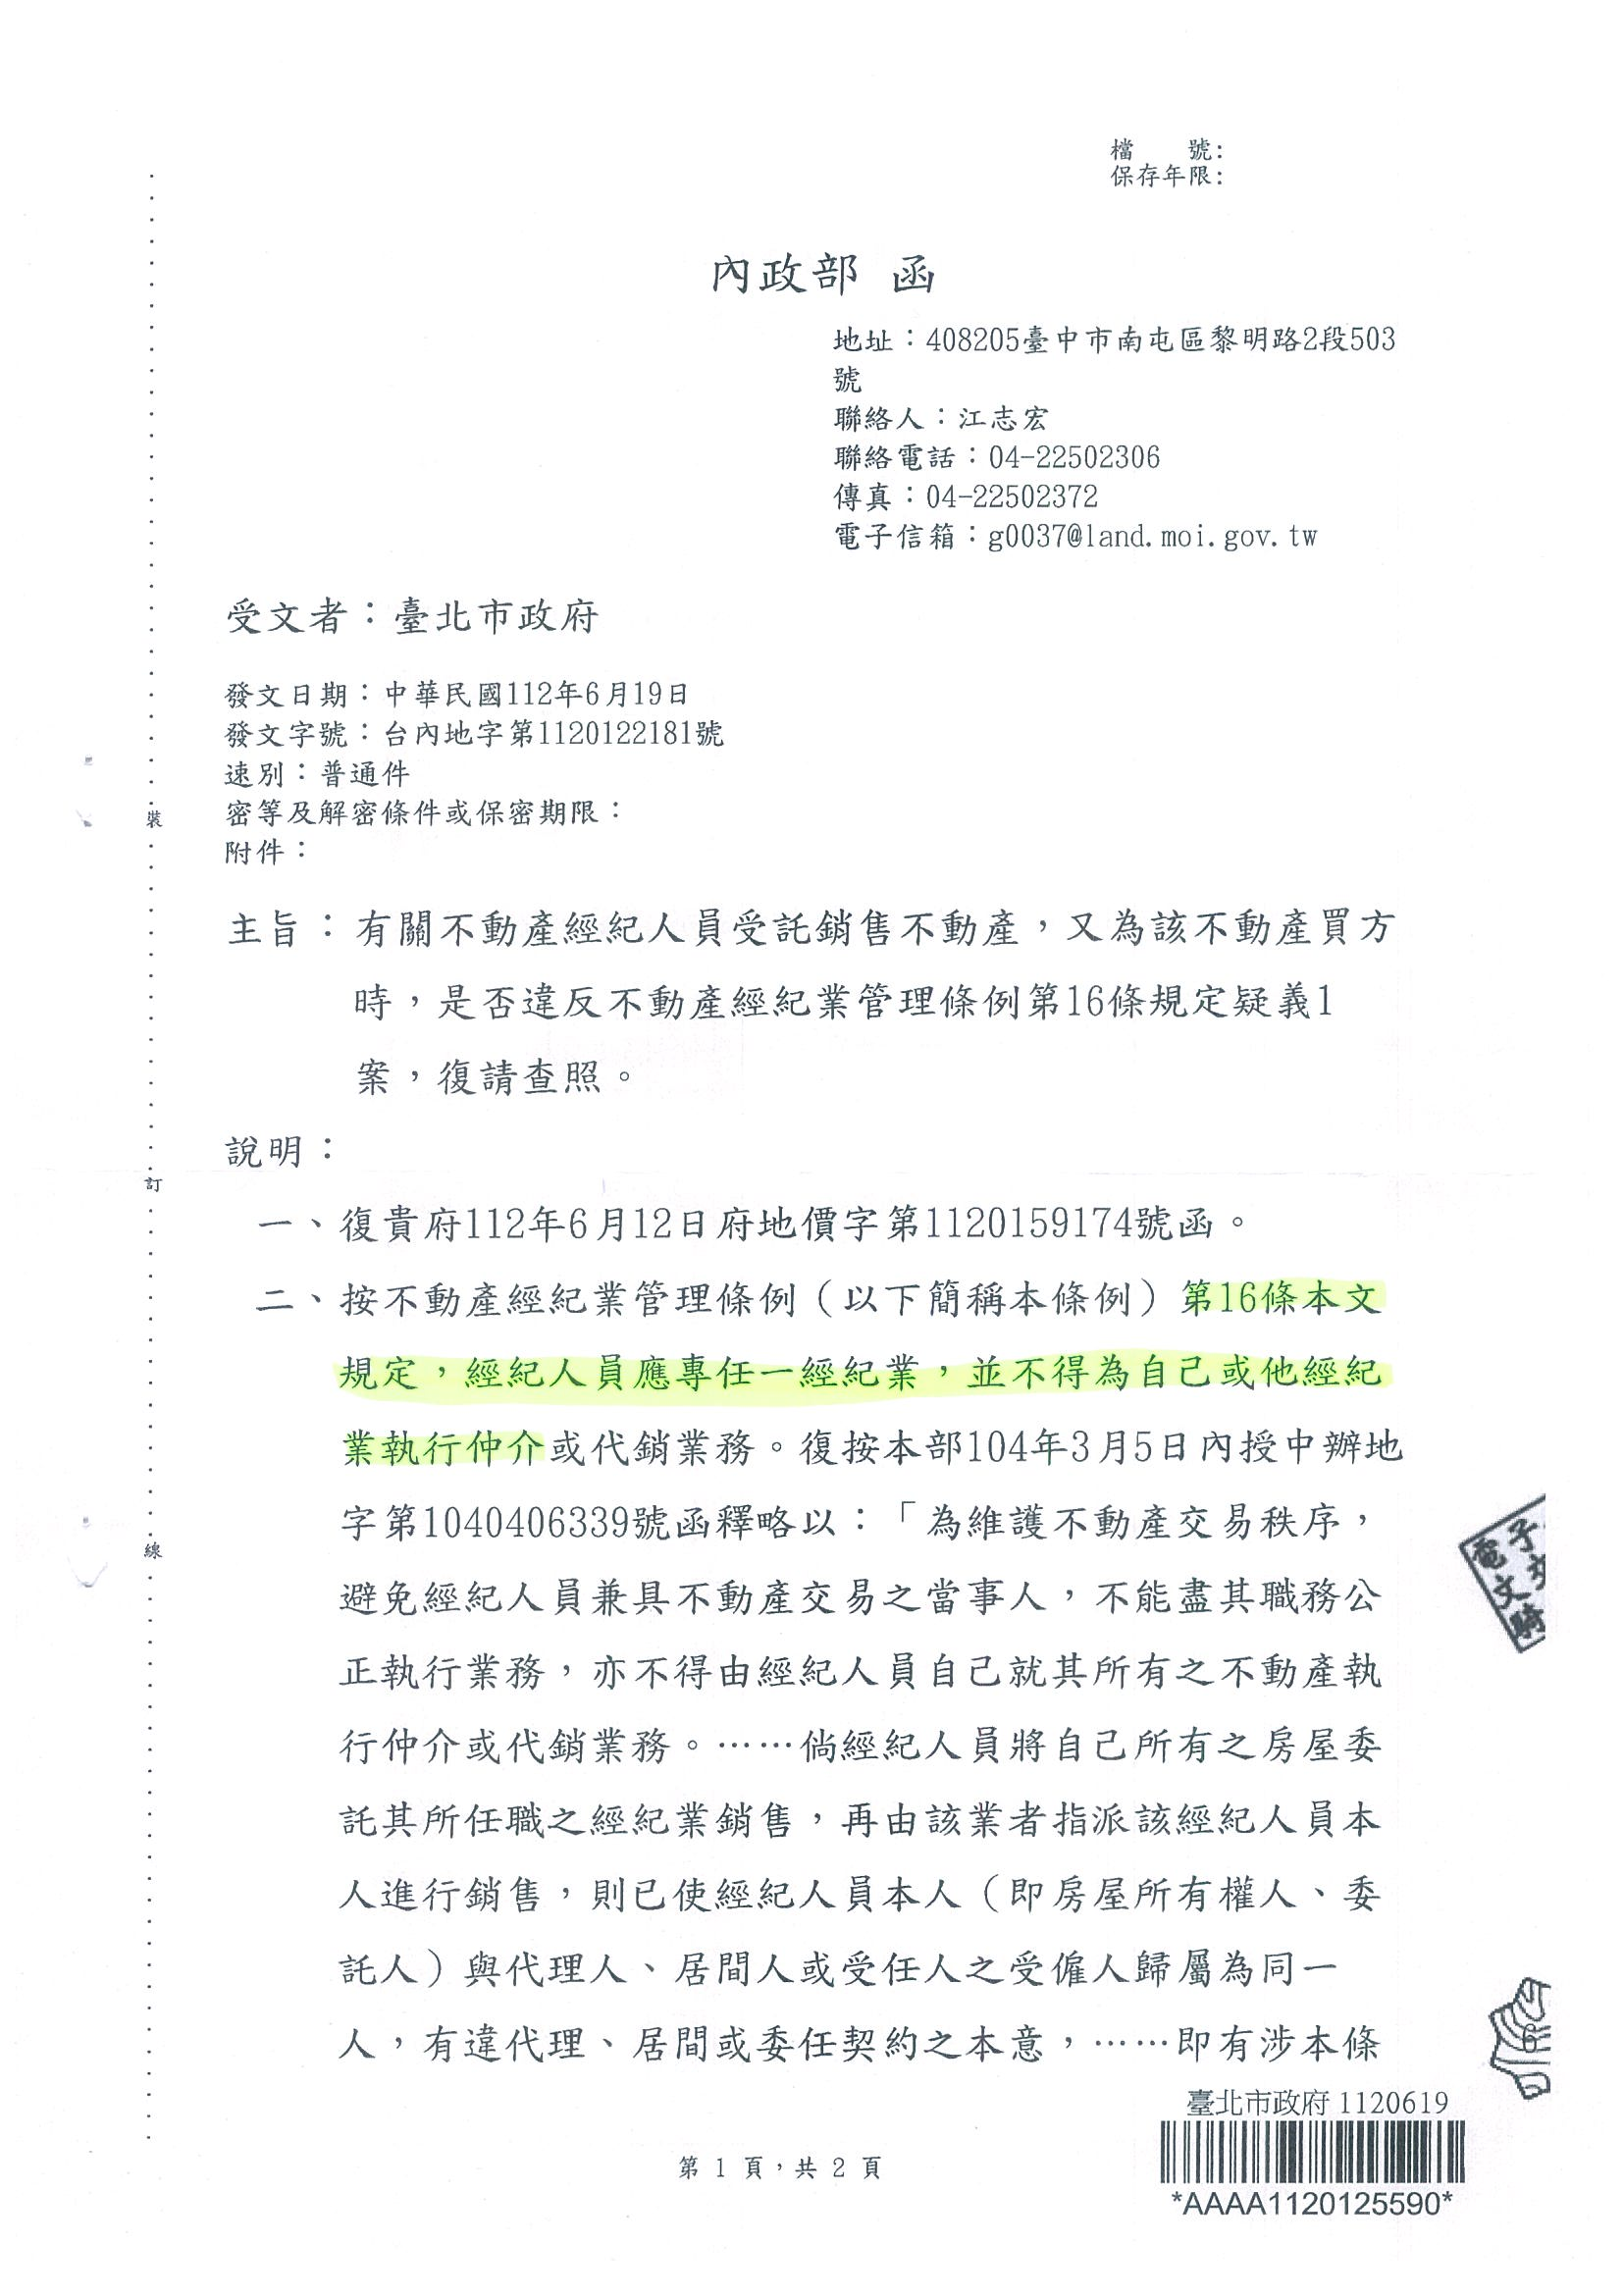 檔　　號:
保存年限:
內政部 函
地址：408205臺中市南屯區黎明路2段503
號
聯絡人：江志宏
聯絡電話：04-22502306
傳真：04-22502372
電子信箱：g0037@land.moi.gov.tw
受文者：臺北市政府
發文日期：中華民國112年6月19日
發文字號：台內地字第1120122181號
速別：普通件
密等及解密條件或保密期限：
附件：
主旨：有關不動產經紀人員受託銷售不動產，又為該不動產買方
時，是否違反不動產經紀業管理條例第16條規定疑義1
案，復請查照。
說明：
一、復貴府112年6月12日府地價字第1120159174號函。
二、按不動產經紀業管理條例（以下簡稱本條例）第16條本文
規定，經紀人員應專任一經紀業，並不得為自己或他經紀
業執行仲介或代銷業務。復按本部104年3月5日內授中辦地
字第1040406339號函釋略以：「為維護不動產交易秩序，
避免經紀人員兼具不動產交易之當事人，不能盡其職務公
正執行業務，亦不得由經紀人員自己就其所有之不動產執
行仲介或代銷業務。……倘經紀人員將自己所有之房屋委
託其所任職之經紀業銷售，再由該業者指派該經紀人員本
人進行銷售，則已使經紀人員本人（即房屋所有權人、委
託人）與代理人、居間人或受任人之受僱人歸屬為同一
人，有違代理、居間或委任契約之本意，……即有涉本條
裝
訂
線
電子
文
騎
臺北市政府 1120619
*AAAA1120125590*
第 1 頁，共 2 頁